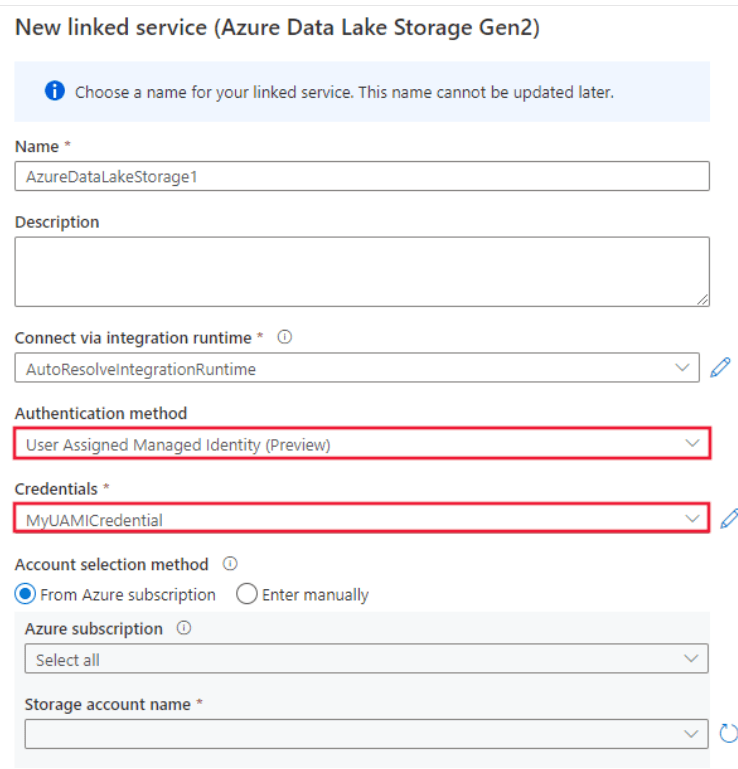 New linked service (Azure Data Lake Storage Gen2)
Choose a name for your linked service. This name cannot be updated later.
Name *
AzureDataLakeStorage1
Description
Connect via integration runtime *
AutoResolveIntegrationRuntime
Authentication method
User Assigned Managed Identity (Preview)
Credentials *
MyUAMICredential
Account selection method
From Azure subscription Enter manually
Azure subscription
Select all
Storage account name *